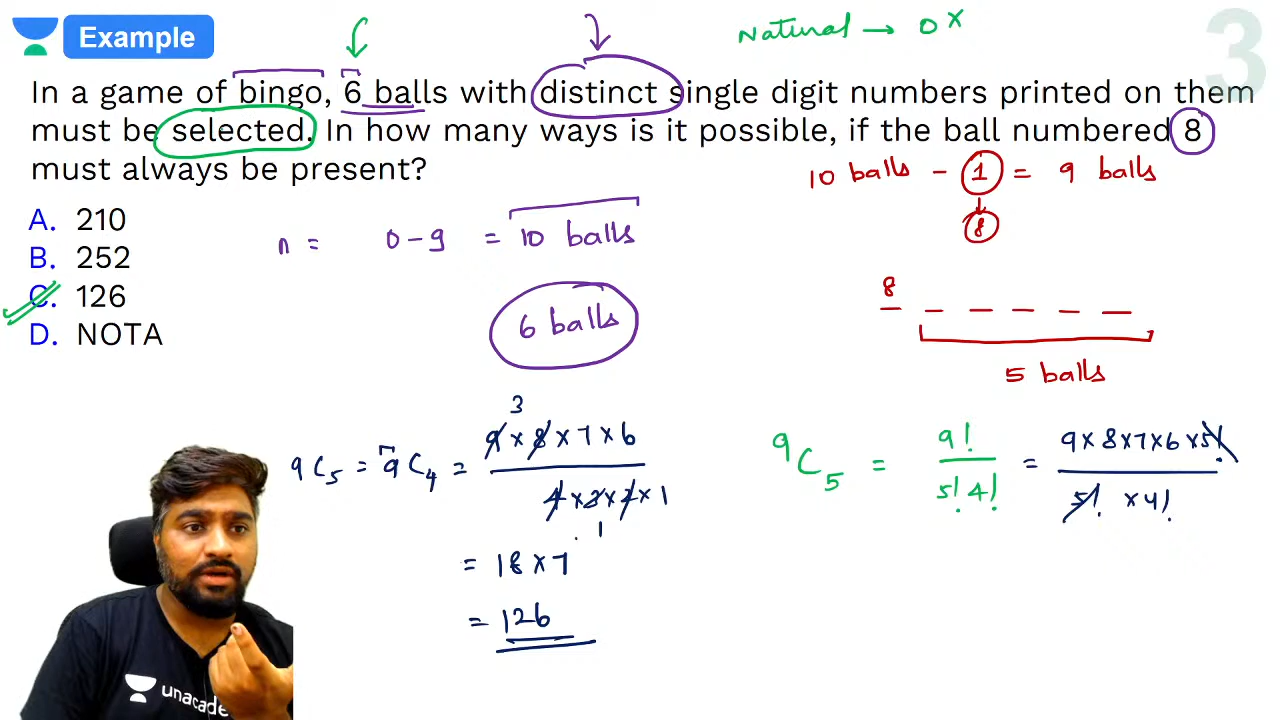 Example
Natural → 0 X
3
In a game of bingo, 6 balls with distinct single digit numbers printed on them
must be selected. In how many ways is it possible, if the ball numbered 8
must always be present?
10 balls - 1 = 9 balls
8
A. 210
B. 252
C. 126
D. NOTA
n = 0 - 9 = 10 balls
6 balls
8 _ _ _ _ _
5 balls
9C5 = 9C4 = 9 × 8 × 7 × 6
3
4 × 3 × 2 × 1
1
= 18 × 7
= 126
9C5 = 9! = 9 × 8 × 7 × 6 × 5!
5! 4! 5! × 4!
unacade